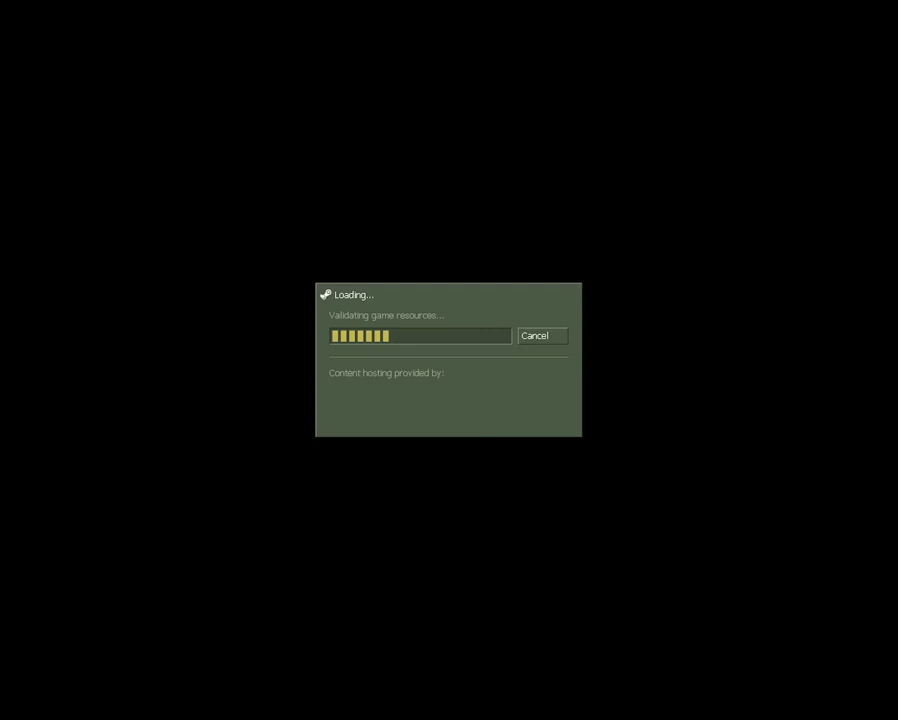 Loading...
Validating game resources...
Cancel
Content hosting provided by: